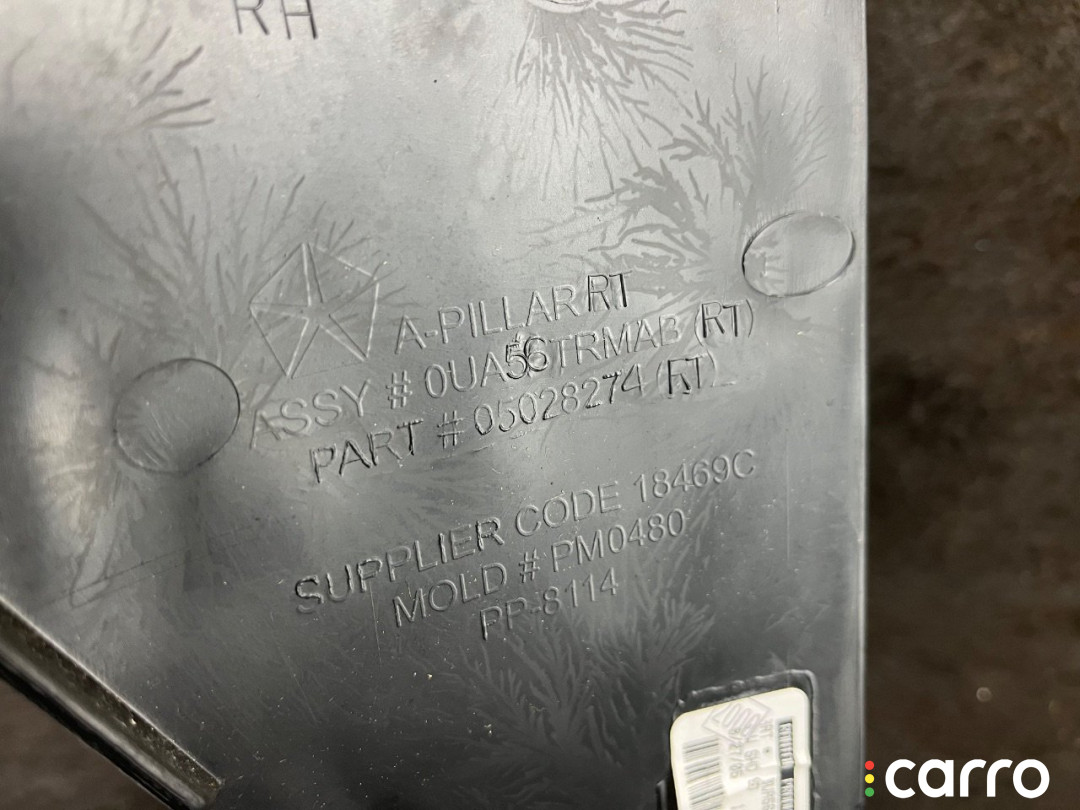 RH
A-PILLAR RT
ASSY # 0UA56TRMAB (RT)
PART # 05028274 (RT)
SUPPLIER CODE 18469C
MOLD # PM0480
PP-8114
carro